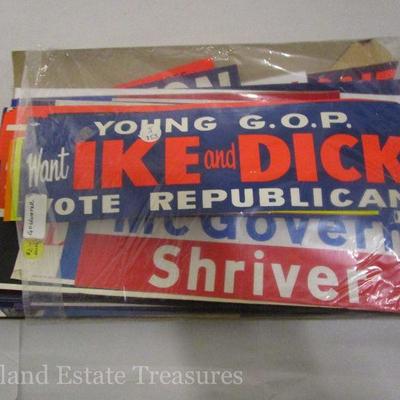 YOUNG G.O.P.
Want IKE and DICK
VOTE REPUBLICAN
McGovern
Shriver
land Estate Treasures